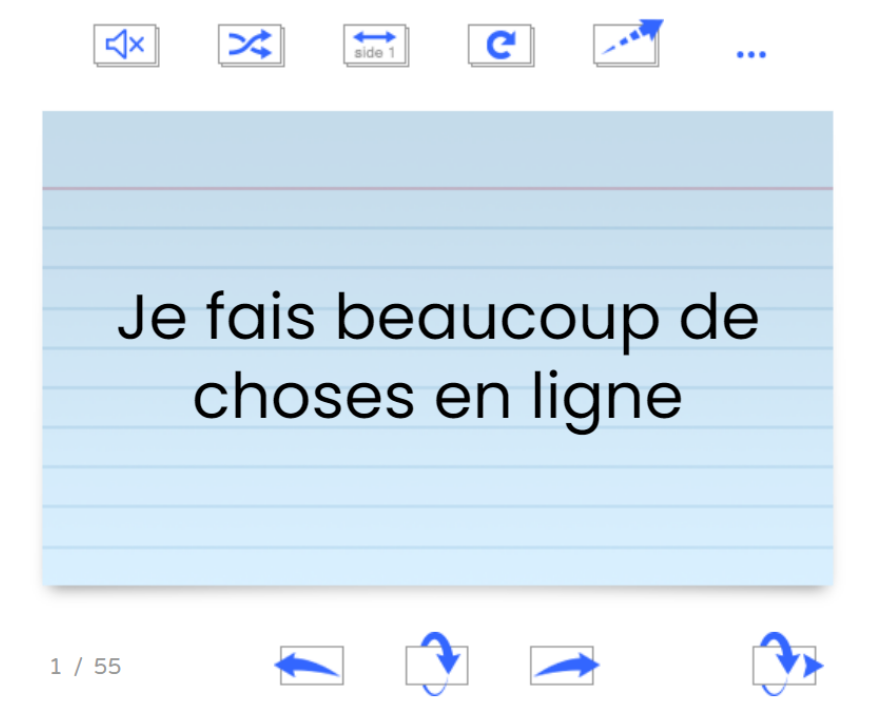 side 1
Je fais beaucoup de
choses en ligne
1 / 55